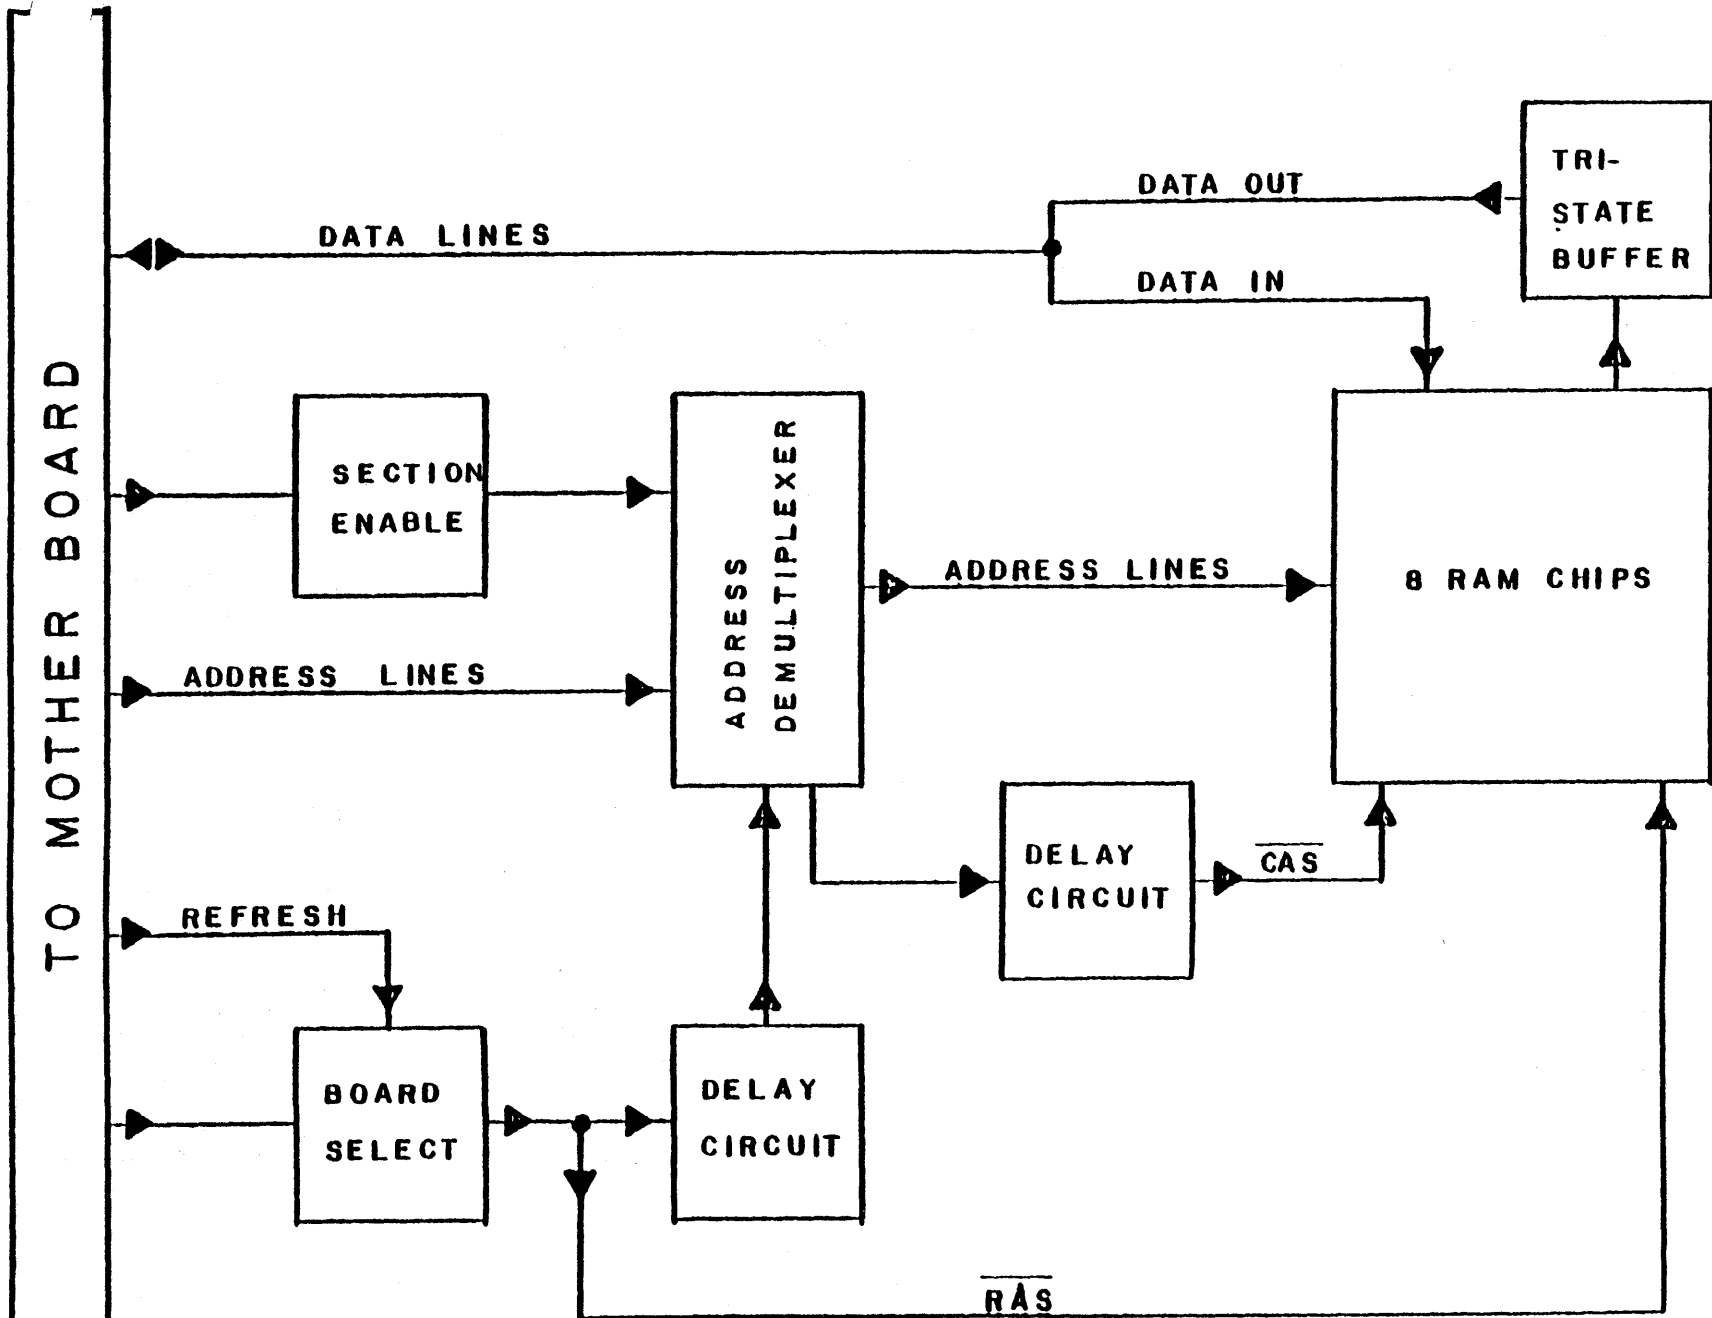 TO MOTHER BOARD
DATA LINES
DATA OUT
DATA IN
TRI-
STATE
BUFFER
SECTION
ENABLE
ADDRESS
DEMULTIPLEXER
ADDRESS LINES
8 RAM CHIPS
ADDRESS LINES
DELAY
CIRCUIT
CAS
REFRESH
BOARD
SELECT
DELAY
CIRCUIT
RAS